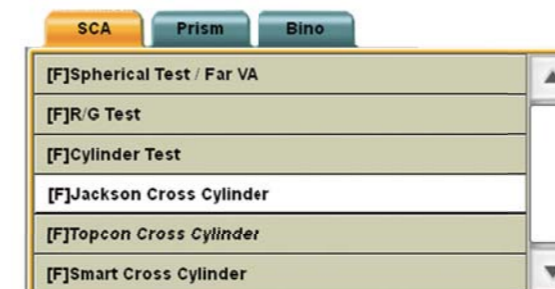 SCA Prism Bino
[F]Spherical Test / Far VA
[F]R/G Test
[F]Cylinder Test
[F]Jackson Cross Cylinder
[F]Topcon Cross Cylinder
[F]Smart Cross Cylinder